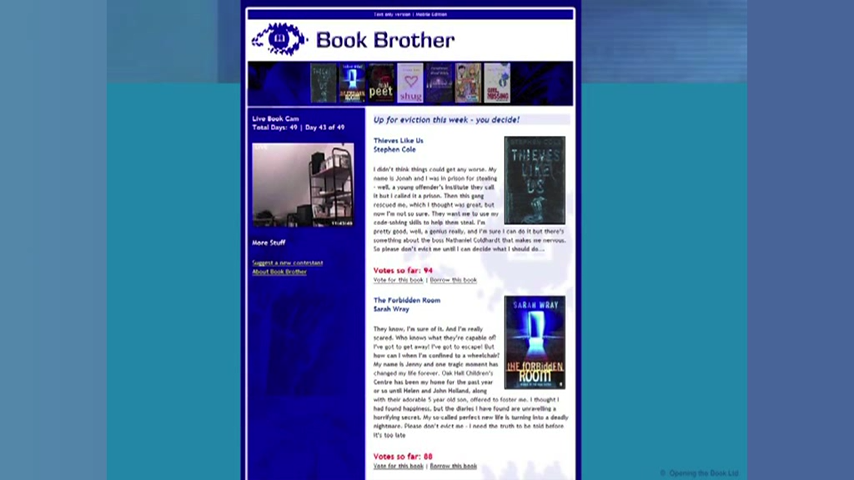 Text only version | Mobile Edition
Book Brother
peet
shug
Live Book Cam
Total Days: 49 | Day 43 of 49
Up for eviction this week - you decide!
Thieves Like Us
Stephen Cole
THIEVES
LIKE
US
I didn't think things could get any worse. My
name is Jonah and I was in prison for stealing
- well, a young offender's institute they call
it but I called it a prison. Then this gang
rescued me, which I thought was great, but
now I'm not so sure. They want me to use my
code-solving skills to help them steal. I'm
pretty good, well, a genius really, and I'm sure I can do it but there's
something about the boss Nathaniel Coldhardt that makes me nervous.
So please don't evict me until I can decide what I should do...
Votes so far: 94
Vote for this book | Borrow this book
More Stuff
Suggest a new contestant
About Book Brother
The Forbidden Room
Sarah Wray
SARAH WRAY
THE FORBIDDEN
ROOM
They know, I'm sure of it. And I'm really
scared. Who knows what they're capable of?
I've got to get away! I've got to escape! But
how can I when I'm confined to a wheelchair?
My name is Jenny and one tragic moment has
changed my life forever. Oak Hall Children's
Centre has been my home for the past year
or so until Helen and John Holland, along
with their adorable 5 year old son, offered to foster me. I thought I
had found happiness, but the diaries I have found are unravelling a
horrifying secret. My so-called perfect new life is turning into a deadly
nightmare. Please don't evict me - I need the truth to be told before
it's too late
Votes so far: 88
Vote for this book | Borrow this book
© Opening the Book Ltd